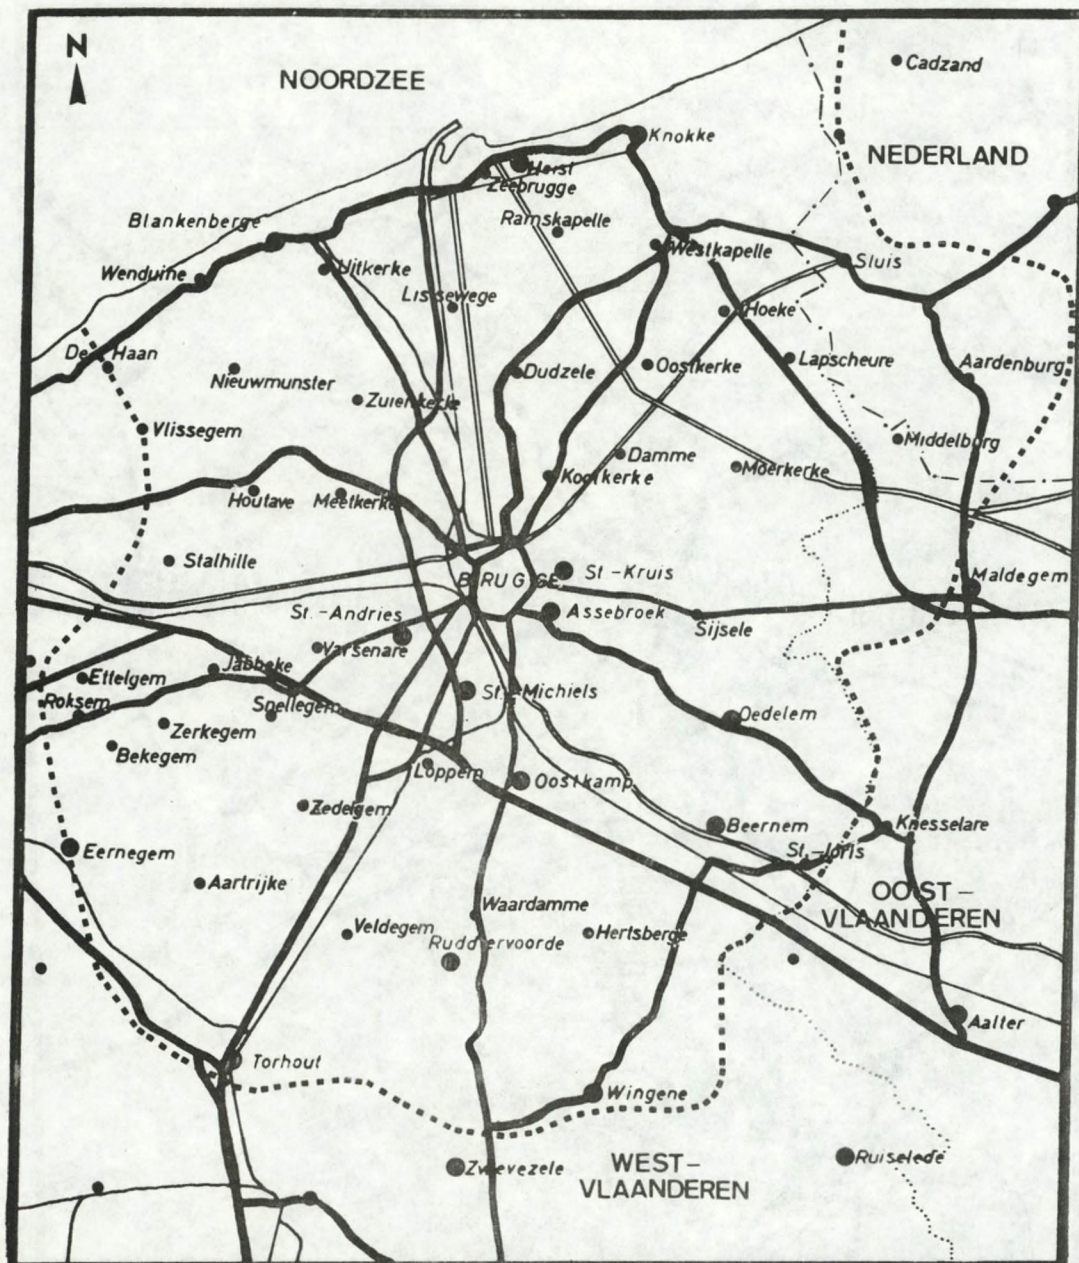 N
NOORDZEE
Cadzand
Knokke
NEDERLAND
Heist
Zeebrugge
Ramskapelle
Blankenberge
Westkapelle
Sluis
Wenduine
Uitkerke
Lissewege
Hoeke
De Haan
Lapscheure
Oostkerke
Aardenburg
Dudzele
Nieuwmunster
Zuienkerke
Vlissegem
Middelburg
Damme
Moerkerke
Koolkerke
Houtave
Meetkerke
Stalhille
BRUGGE
St.-Kruis
Maldegem
St.-Andries
Assebroek
Sijsele
Varsenare
Jabbeke
Ettelgem
St.-Michiels
Roksem
Snellegem
Oedelem
Zerkegem
Bekegem
Loppem
Oostkamp
Zedelgem
Beernem
Knesselare
Eernegem
St.-Joris
Aartrijke
OOST-
VLAANDEREN
Waardamme
Veldegem
Ruddervoorde
Hertsberge
Aalter
Torhout
Wingene
Zwevezele
WEST-
VLAANDEREN
Ruiselede